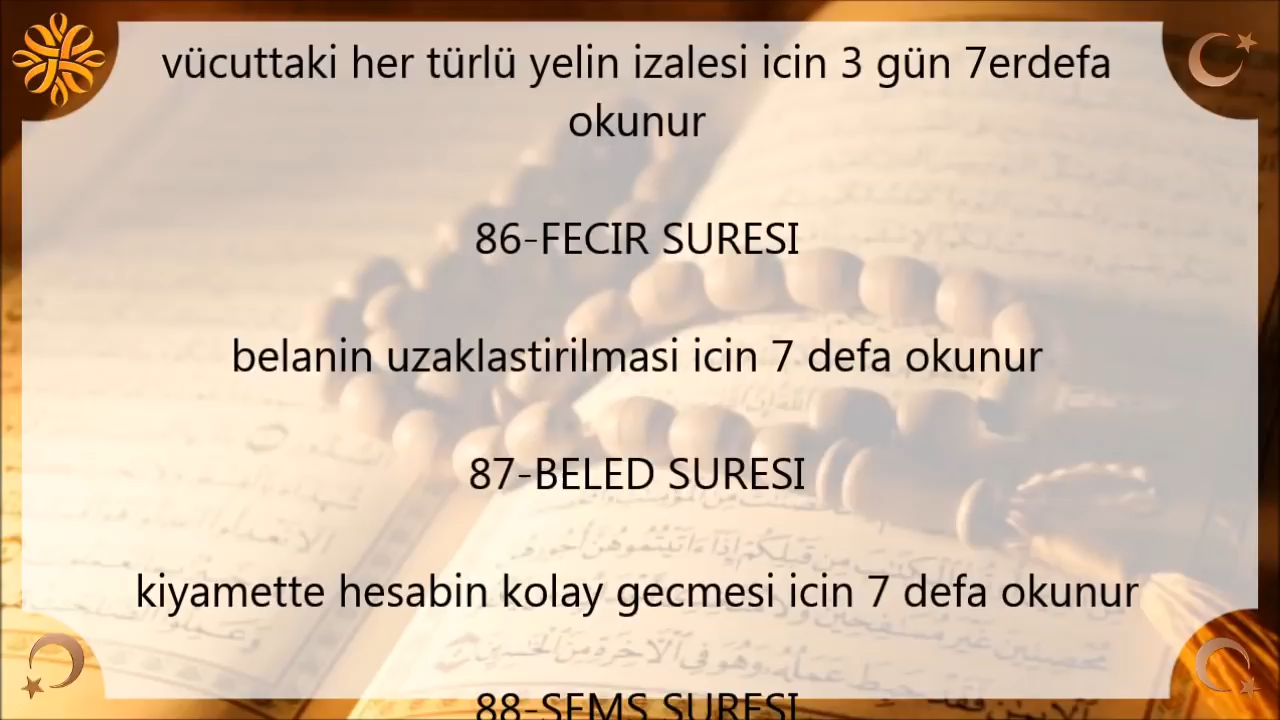 vücuttaki her türlü yelin izalesi icin 3 gün 7erdefa
okunur
86-FECIR SURESI
belanin uzaklastirilmasi icin 7 defa okunur
87-BELED SURESI
kiyamette hesabin kolay gecmesi icin 7 defa okunur
88-SEMS SURESI